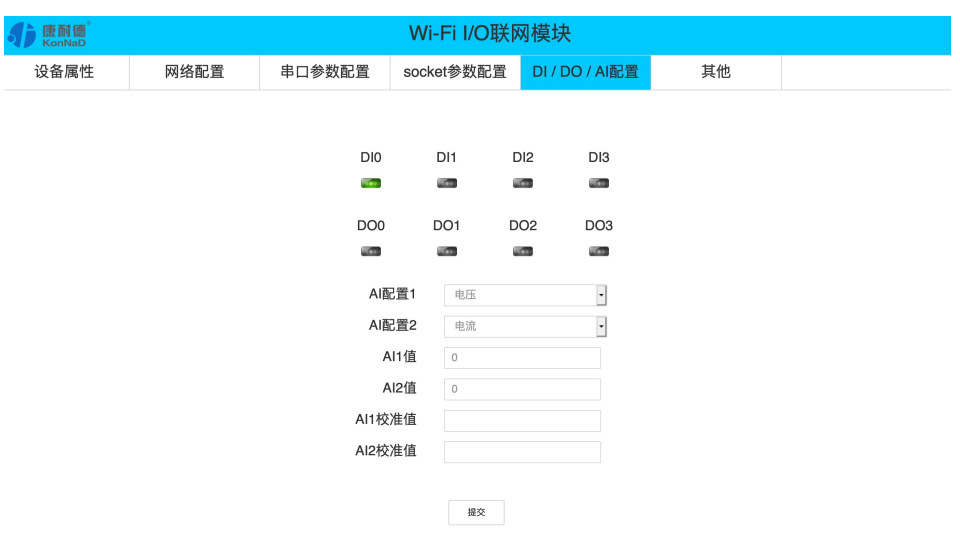 康耐德®
KonNaD
Wi-Fi I/O联网模块
设备属性 网络配置 串口参数配置 socket参数配置 DI / DO / AI配置 其他
DI0 DI1 DI2 DI3
DO0 DO1 DO2 DO3
AI配置1 电压
AI配置2 电流
AI1值 0
AI2值 0
AI1校准值
AI2校准值
提交